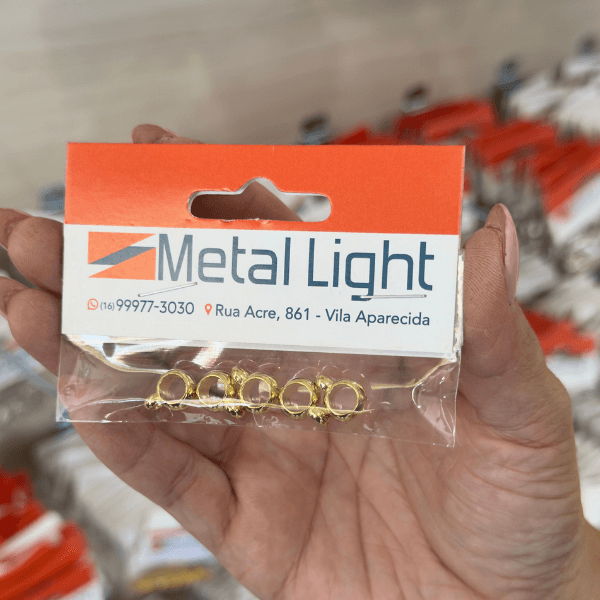 Metal Light
(16) 99977-3030 Rua Acre, 861 - Vila Aparecida